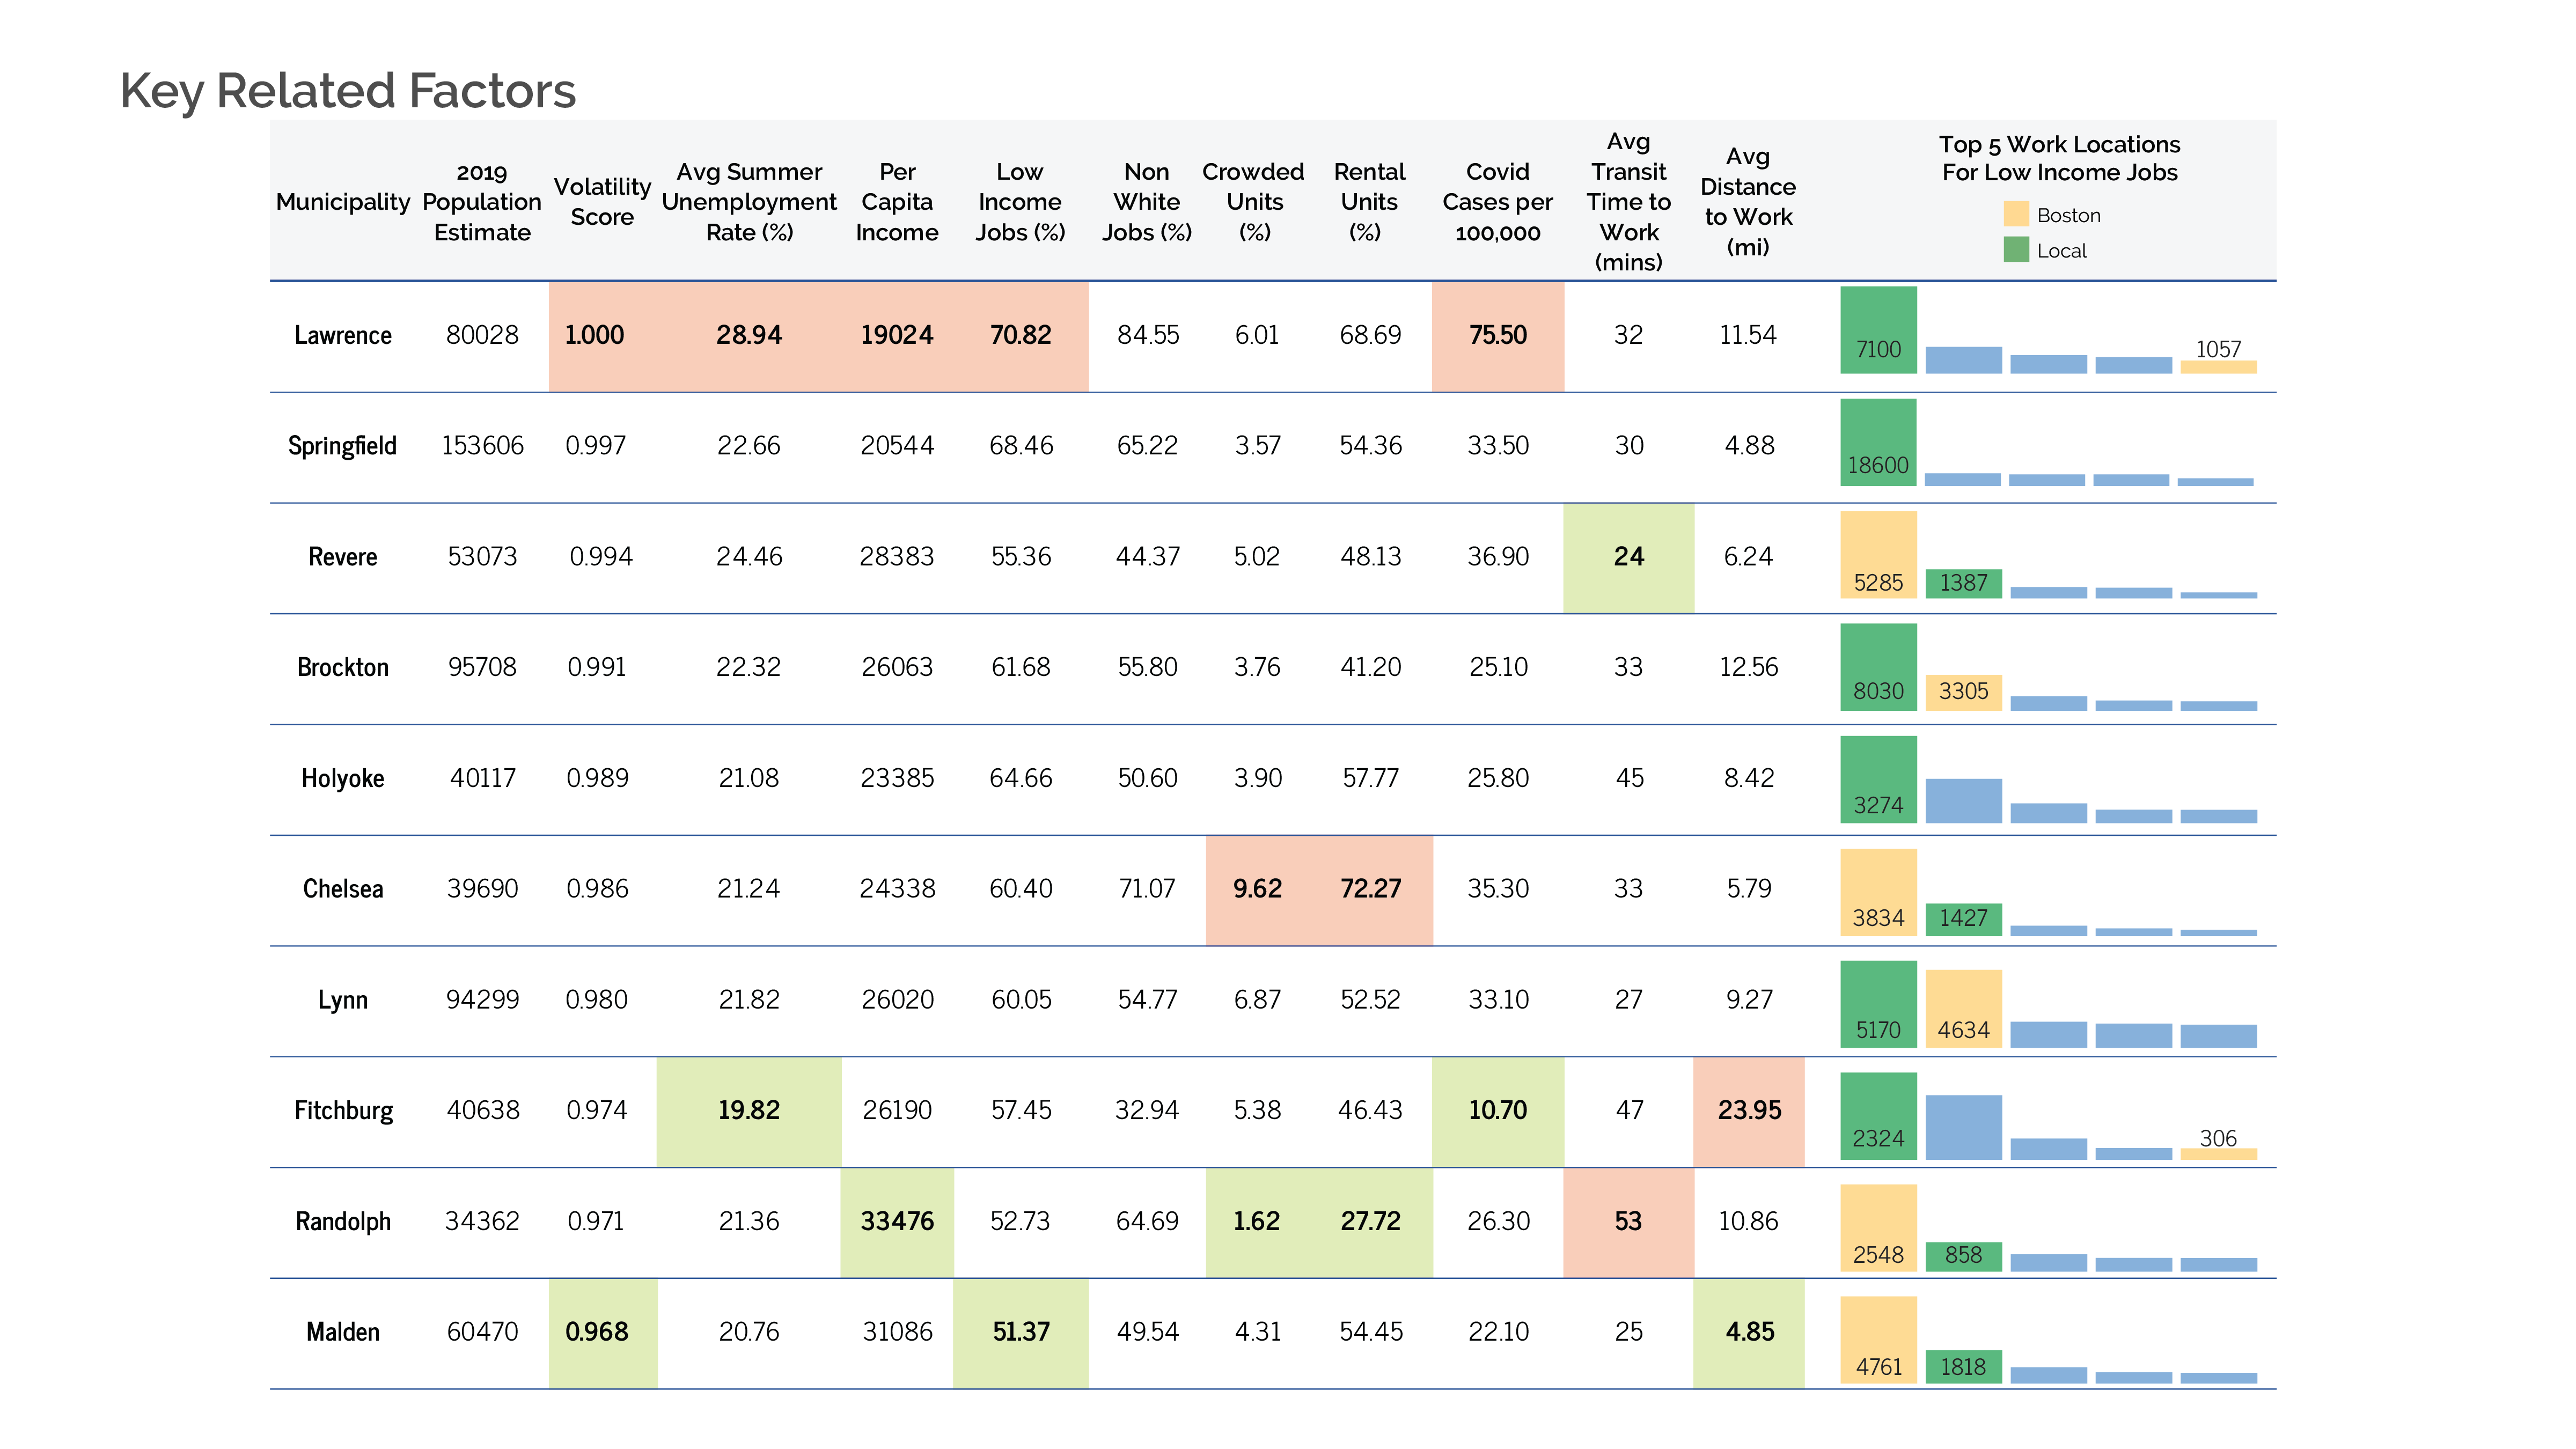 Key Related Factors
Municipality
2019
Population
Estimate
Volatility
Score
Avg Summer
Unemployment
Rate (%)
Per
Capita
Income
Low
Income
Jobs (%)
Non
White
Jobs (%)
Crowded
Units
(%)
Rental
Units
(%)
Covid
Cases per
100,000
Avg
Transit
Time to
Work
(mins)
Avg
Distance
to Work
(mi)
Top 5 Work Locations
For Low Income Jobs
Boston
Local
Lawrence 80028 1.000 28.94 19024 70.82 84.55 6.01 68.69 75.50 32 11.54 7100 1057
Springfield 153606 0.997 22.66 20544 68.46 65.22 3.57 54.36 33.50 30 4.88 18600
Revere 53073 0.994 24.46 28383 55.36 44.37 5.02 48.13 36.90 24 6.24 5285 1387
Brockton 95708 0.991 22.32 26063 61.68 55.80 3.76 41.20 25.10 33 12.56 8030 3305
Holyoke 40117 0.989 21.08 23385 64.66 50.60 3.90 57.77 25.80 45 8.42 3274
Chelsea 39690 0.986 21.24 24338 60.40 71.07 9.62 72.27 35.30 33 5.79 3834 1427
Lynn 94299 0.980 21.82 26020 60.05 54.77 6.87 52.52 33.10 27 9.27 5170 4634
Fitchburg 40638 0.974 19.82 26190 57.45 32.94 5.38 46.43 10.70 47 23.95 2324 306
Randolph 34362 0.971 21.36 33476 52.73 64.69 1.62 27.72 26.30 53 10.86 2548 858
Malden 60470 0.968 20.76 31086 51.37 49.54 4.31 54.45 22.10 25 4.85 4761 1818